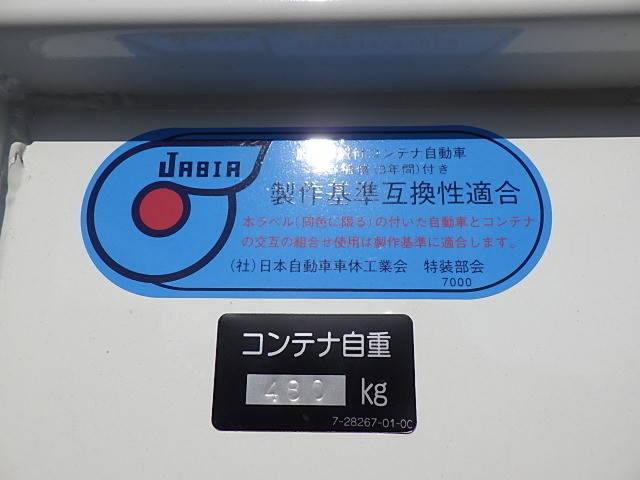 JABIA
コンテナ自動車
(3年間)付き
製作基準互換性適合
本ラベル(同色に限る)の付いた自動車とコンテナ
の交互の組合せ使用は製作基準に適合します。
(社)日本自動車車体工業会 特装部会
7000
コンテナ自重
480 kg
7-28267-01-0C